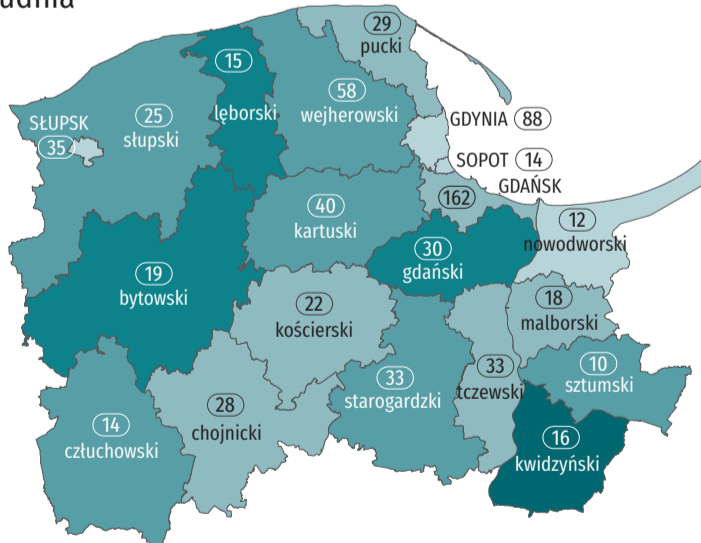 29
pucki
15
lęborski
58
wejherowski
25
słupski
SŁUPSK
35
GDYNIA 88
SOPOT 14
GDAŃSK
162
40
kartuski
12
nowodworski
30
gdański
19
bytowski
22
kościerski
18
malborski
33
starogardzki
33
tczewski
10
sztumski
28
chojnicki
14
człuchowski
16
kwidzyński